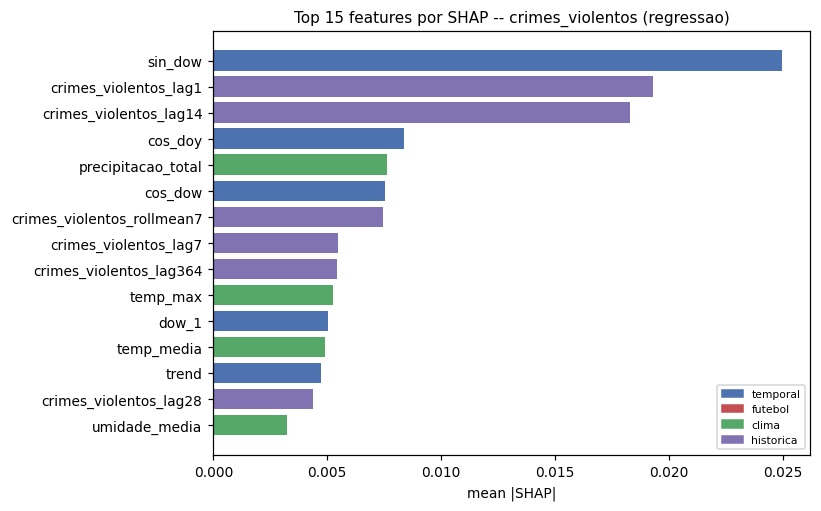 Top 15 features por SHAP -- crimes_violentos (regressao)
sin_dow
crimes_violentos_lag1
crimes_violentos_lag14
cos_doy
precipitacao_total
cos_dow
crimes_violentos_rollmean7
crimes_violentos_lag7
crimes_violentos_lag364
temp_max
dow_1
temp_media
trend
crimes_violentos_lag28
umidade_media
temporal
futebol
clima
historica
0.000 0.005 0.010 0.015 0.020 0.025
mean |SHAP|